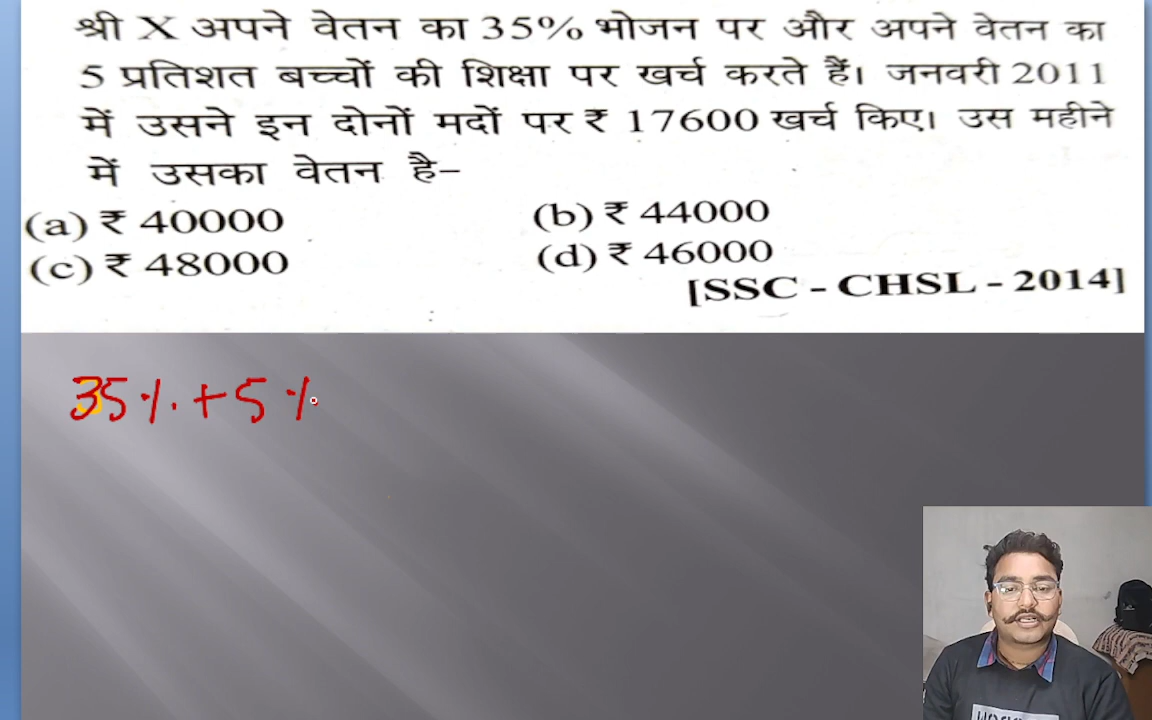 श्री X अपने वेतन का 35% भोजन पर और अपने वेतन का
5 प्रतिशत बच्चों की शिक्षा पर खर्च करते हैं। जनवरी 2011
में उसने इन दोनों मदों पर ₹ 17600 खर्च किए। उस महीने
में उसका वेतन है–
(a) ₹ 40000 (b) ₹ 44000
(c) ₹ 48000 (d) ₹ 46000
[SSC - CHSL - 2014]
35% + 5%